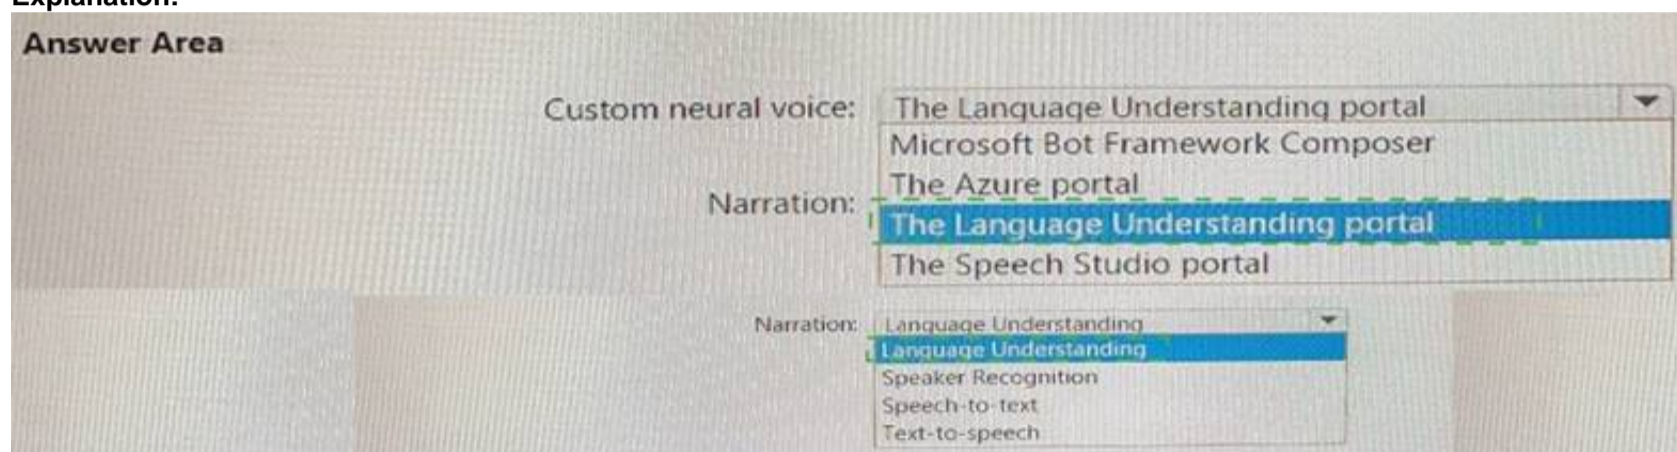 Explanation:
Answer Area
Custom neural voice: The Language Understanding portal
Microsoft Bot Framework Composer
The Azure portal
Narration:
The Language Understanding portal
The Speech Studio portal
Narration: Language Understanding
Language Understanding
Speaker Recognition
Speech-to-text
Text-to-speech